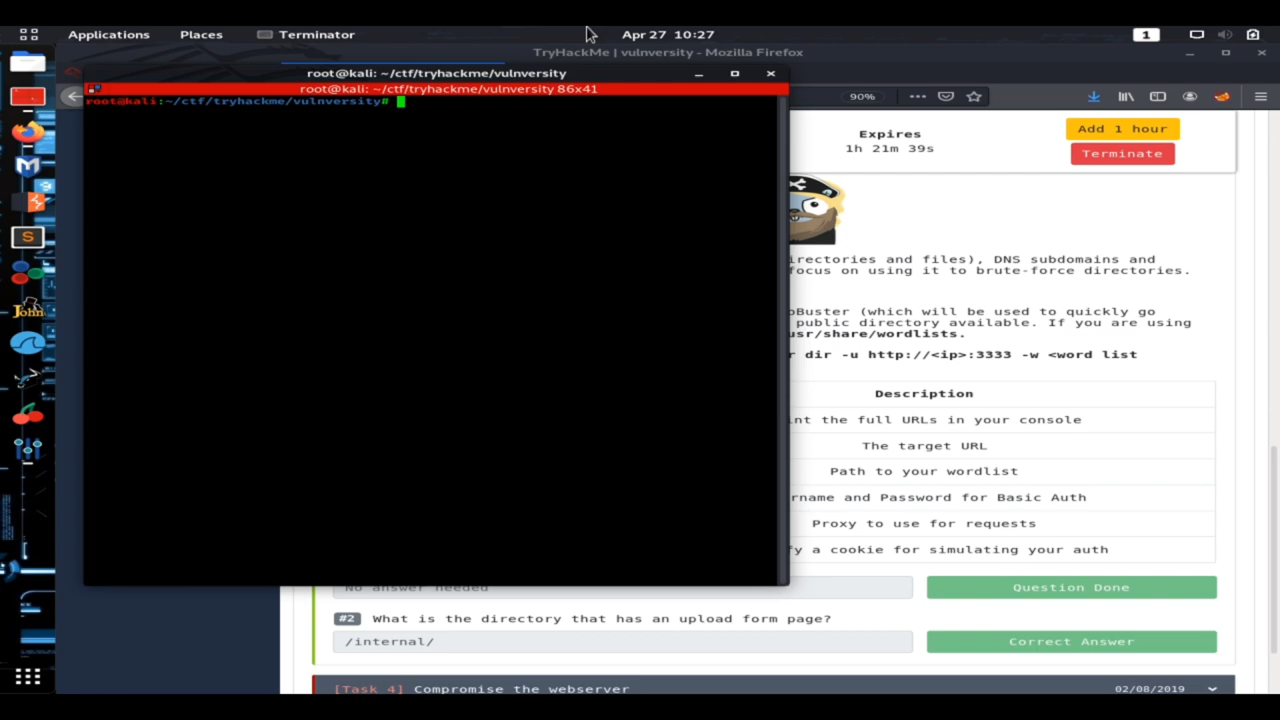 Applications Places Terminator Apr 27 10:27 1
TryHackMe | vulnversity - Mozilla Firefox
root@kali: ~/ctf/tryhackme/vulnversity
root@kali: ~/ctf/tryhackme/vulnversity 86x41
90%
root@kali:~/ctf/tryhackme/vulnversity#
Expires
1h 21m 39s
Add 1 hour
Terminate
irectories and files), DNS subdomains and
focus on using it to brute-force directories.
oBuster (which will be used to quickly go
public directory available. If you are using
usr/share/wordlists.
r dir -u http://<ip>:3333 -w <word list
Description
int the full URLs in your console
The target URL
Path to your wordlist
rname and Password for Basic Auth
Proxy to use for requests
fy a cookie for simulating your auth
No answer needed
Question Done
#2 What is the directory that has an upload form page?
/internal/
Correct Answer
[Task 4] Compromise the webserver
02/08/2019
S
John